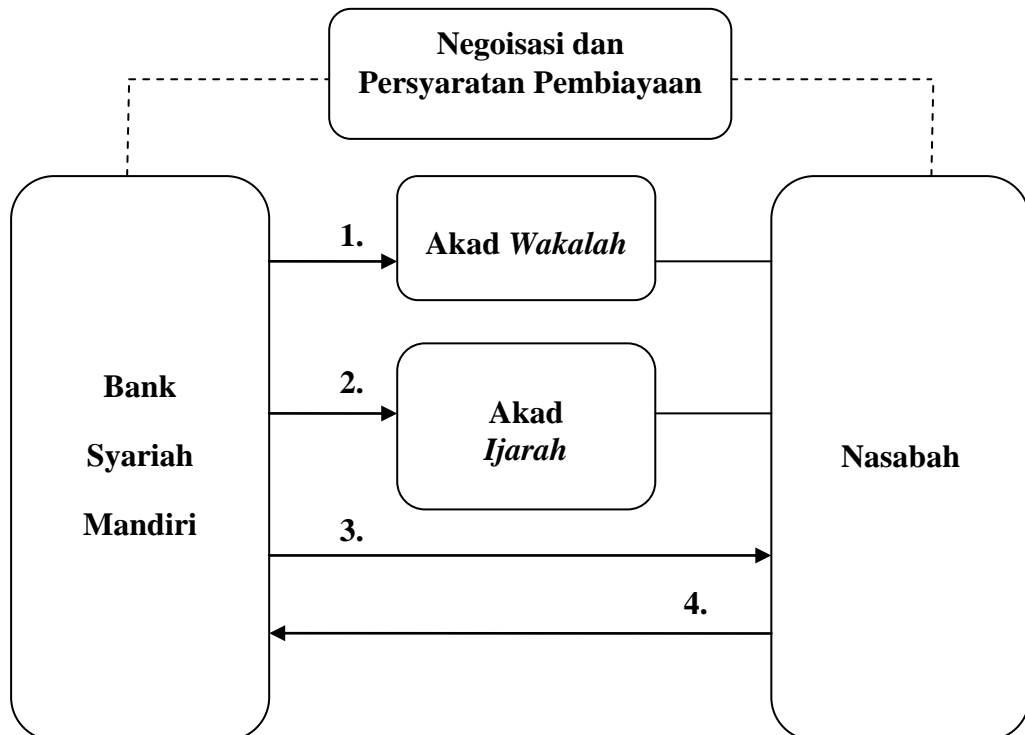 Negoisasi dan
Persyaratan Pembiayaan
1.
Akad Wakalah
2.
Akad
Ijarah
Bank
Syariah
Mandiri
Nasabah
3.
4.